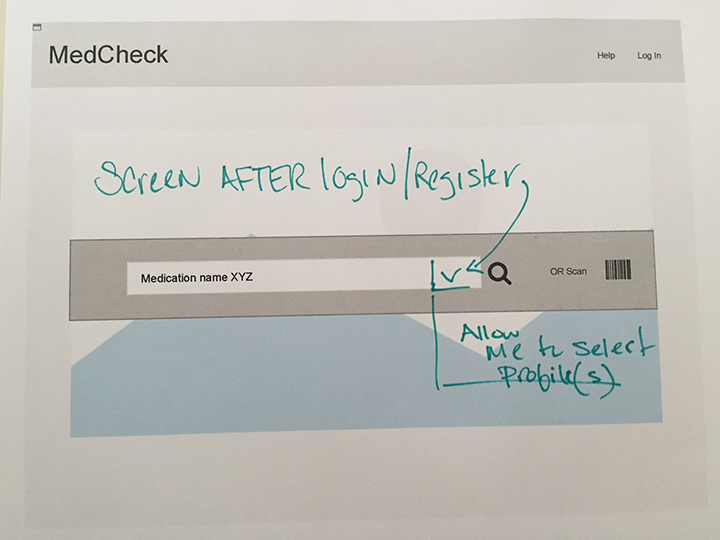 MedCheck
Help Log In
Screen AFTER login/Register
Medication name XYZ
OR Scan
Allow
Me to Select
Profile(s)